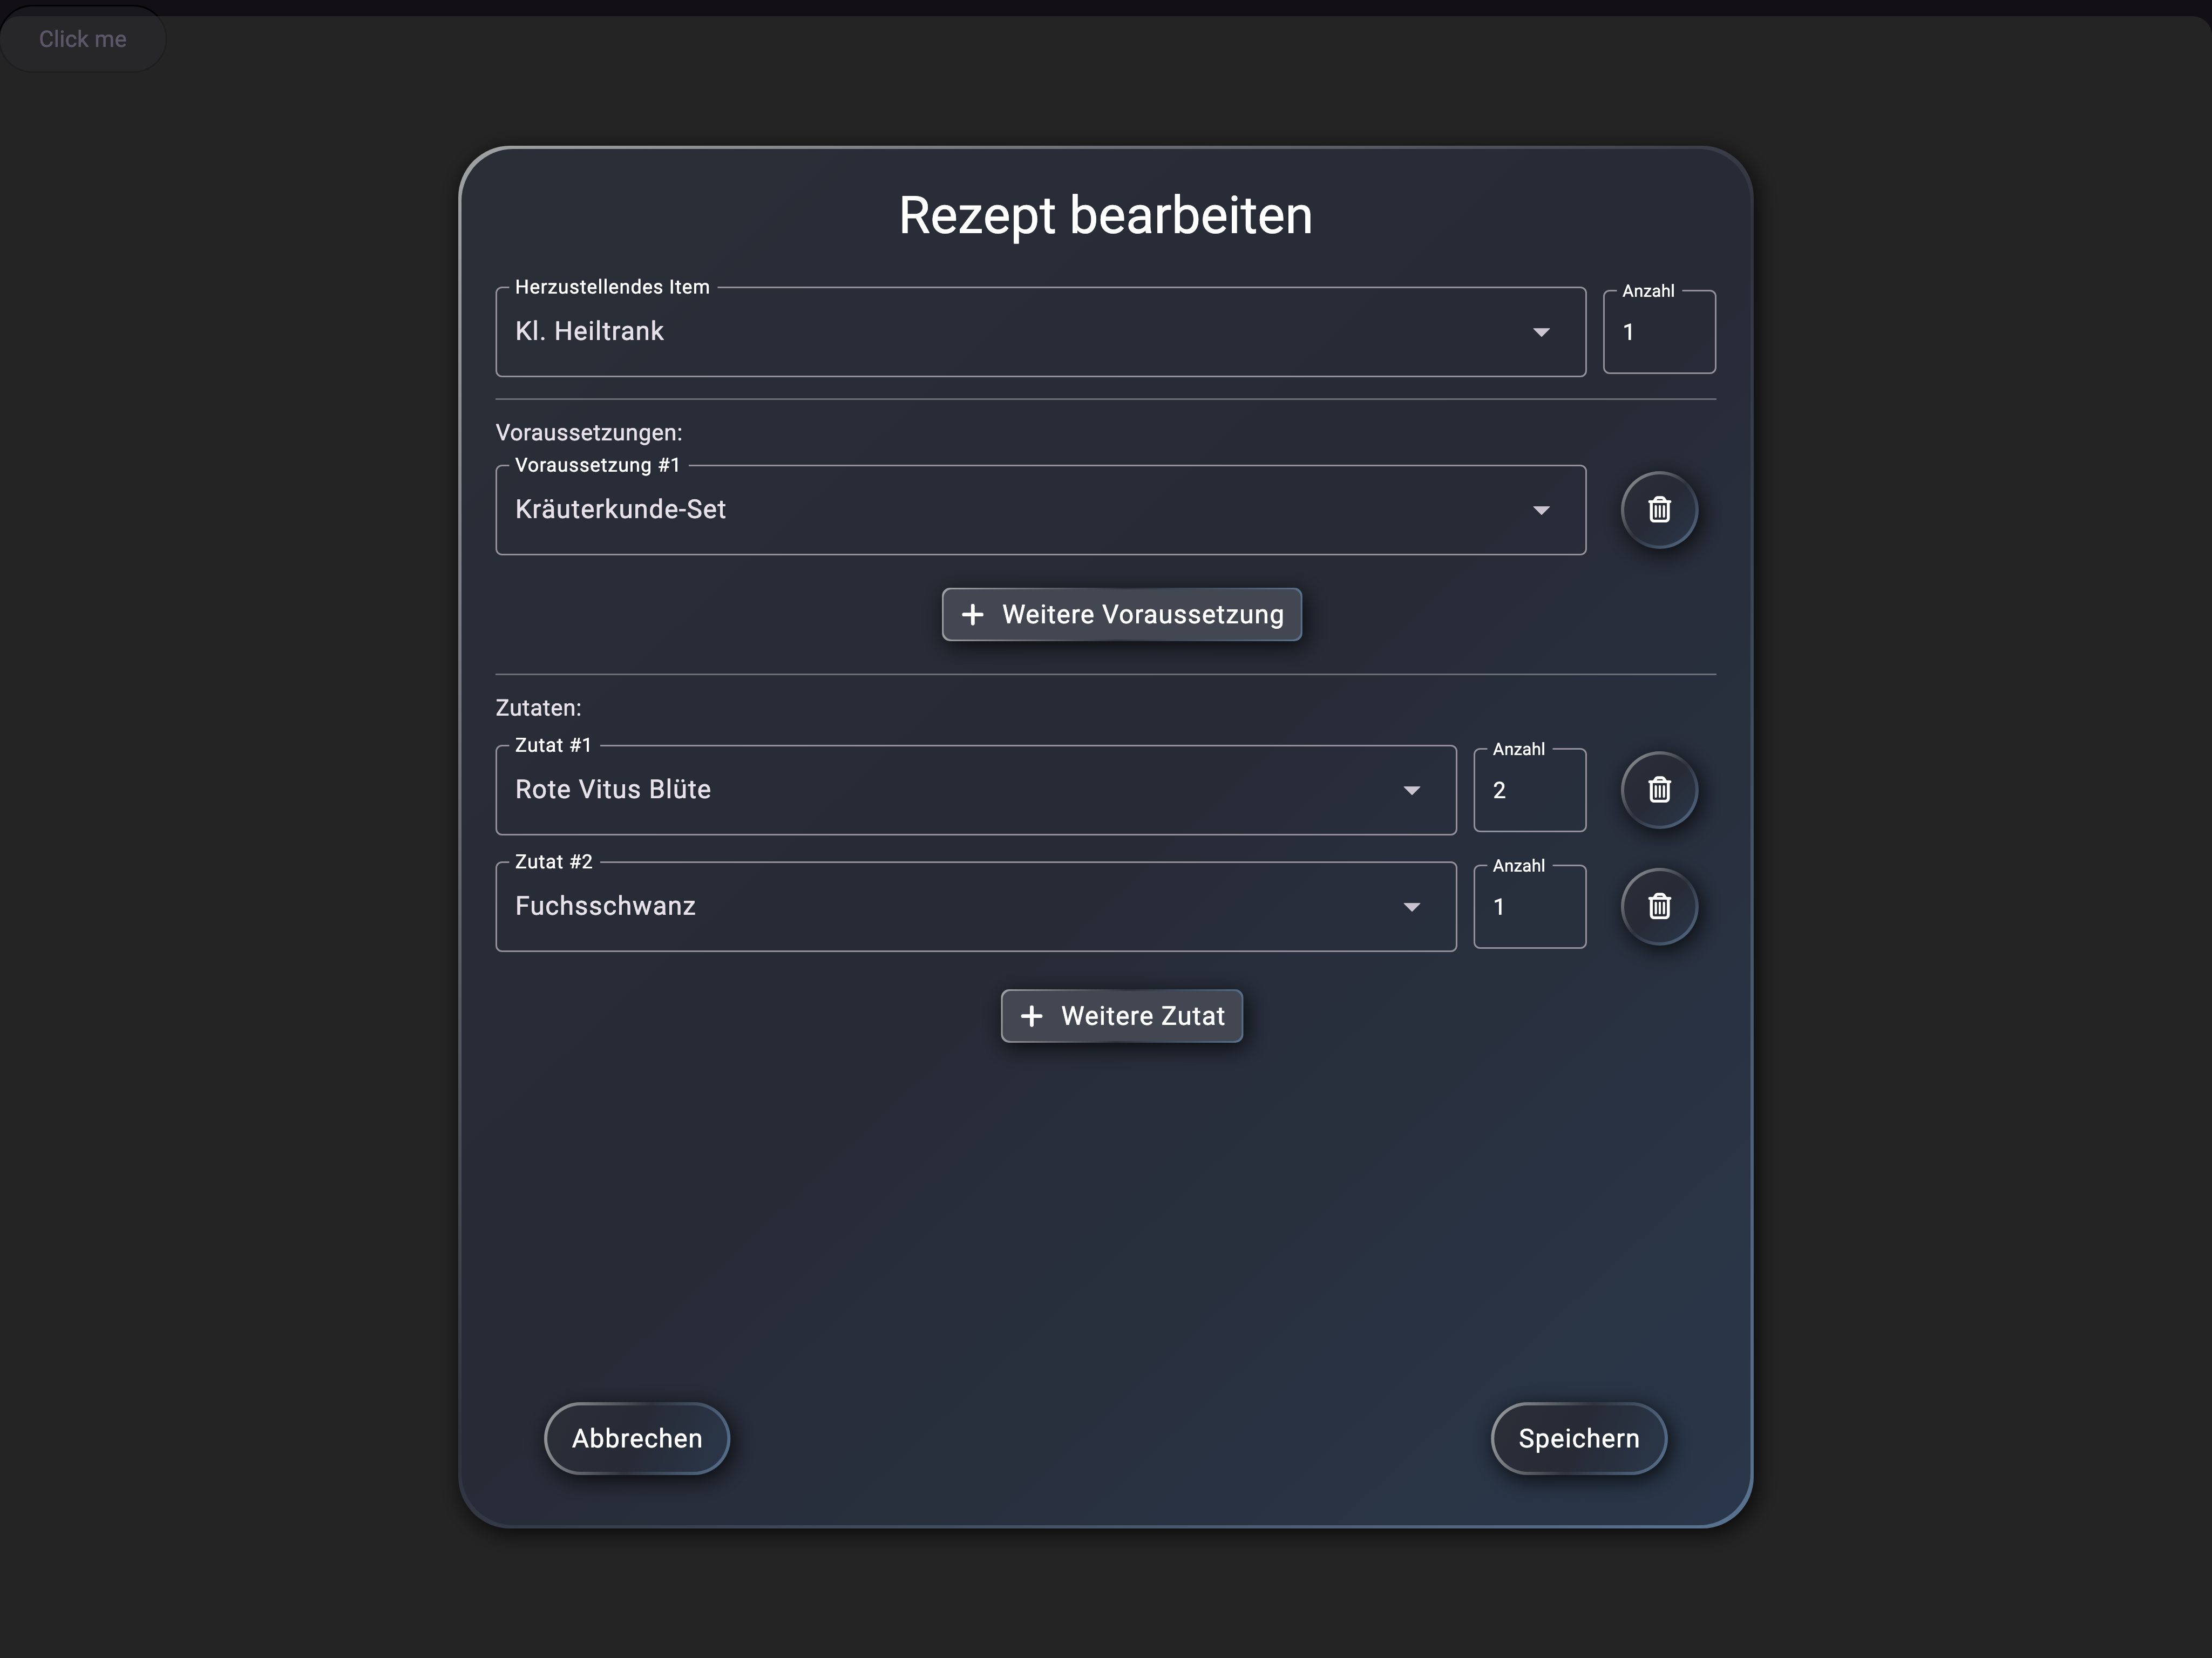 Click me
Rezept bearbeiten
Herzustellendes Item
Anzahl
Kl. Heiltrank
1
Voraussetzungen:
Voraussetzung #1
Kräuterkunde-Set
Weitere Voraussetzung
Zutaten:
Zutat #1
Anzahl
Rote Vitus Blüte
2
Zutat #2
Anzahl
Fuchsschwanz
1
Weitere Zutat
Abbrechen
Speichern